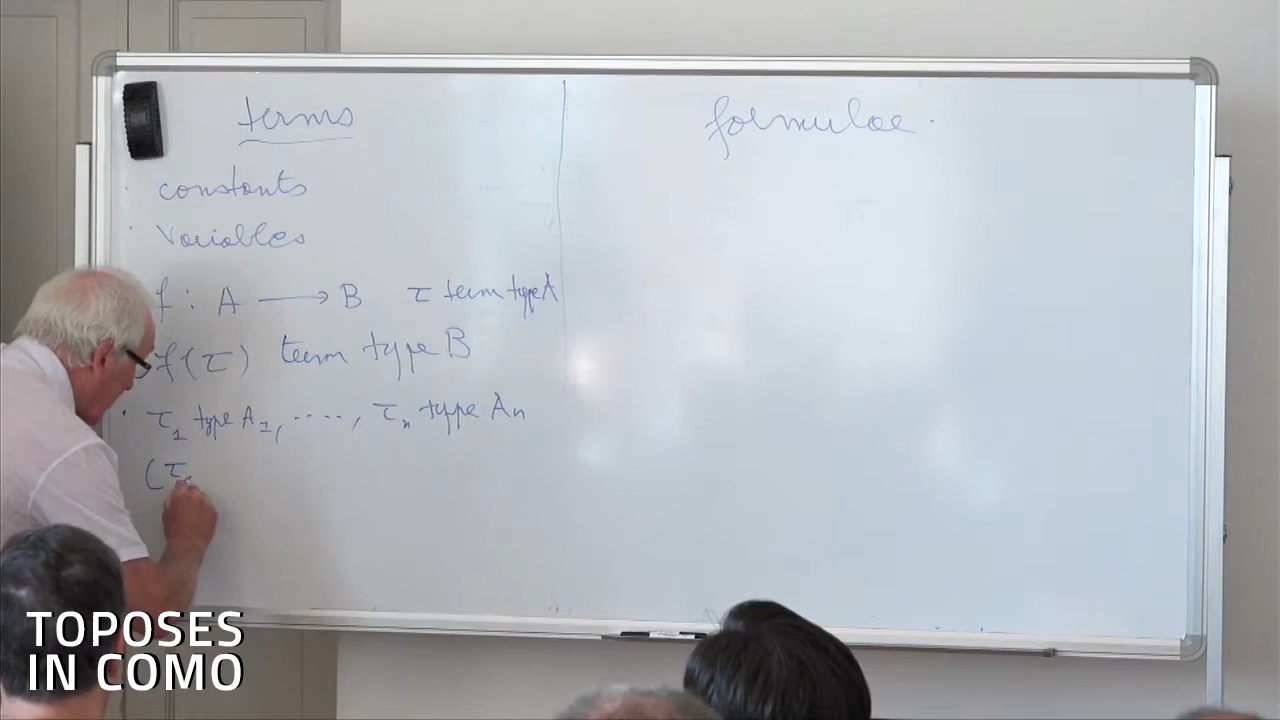 terms
formulae.
· constants
· Variables
f : A ⟶ B τ term type A
f(τ) term type B
· τ₁ type A₁, ...., τₙ type Aₙ
(τ
TOPOSES
IN COMO